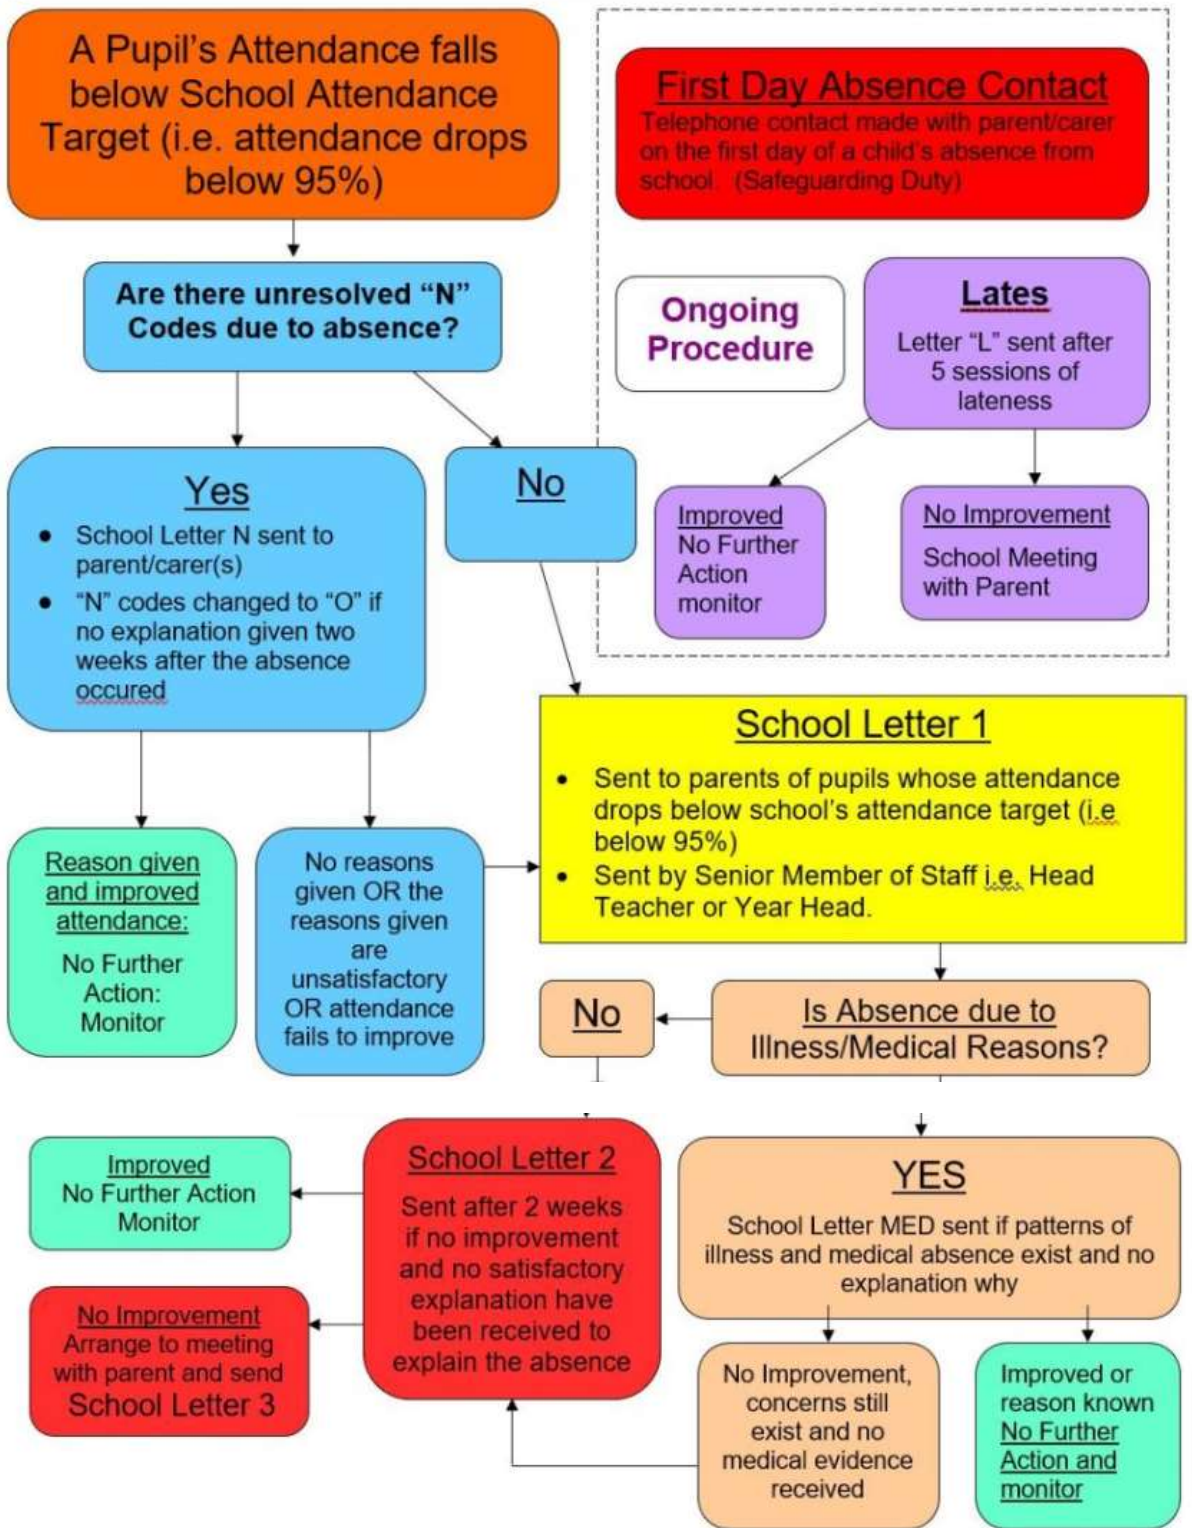 A Pupil's Attendance falls
below School Attendance
Target (i.e. attendance drops
below 95%)
First Day Absence Contact
Telephone contact made with parent/carer
on the first day of a child's absence from
school. (Safeguarding Duty)
Are there unresolved “N”
Codes due to absence?
Ongoing
Procedure
Lates
Letter “L” sent after
5 sessions of
lateness
Yes
● School Letter N sent to
parent/carer(s)
● “N” codes changed to “O” if
no explanation given two
weeks after the absence
occured
No
Improved
No Further
Action
monitor
No Improvement
School Meeting
with Parent
School Letter 1
• Sent to parents of pupils whose attendance
drops below school's attendance target (i.e
below 95%)
• Sent by Senior Member of Staff i.e. Head
Teacher or Year Head.
Reason given
and improved
attendance:
No Further
Action:
Monitor
No reasons
given OR the
reasons given
are
unsatisfactory
OR attendance
fails to improve
No
Is Absence due to
Illness/Medical Reasons?
Improved
No Further Action
Monitor
School Letter 2
Sent after 2 weeks
if no improvement
and no satisfactory
explanation have
been received to
explain the absence
YES
School Letter MED sent if patterns of
illness and medical absence exist and no
explanation why
No Improvement
Arrange to meeting
with parent and send
School Letter 3
No Improvement,
concerns still
exist and no
medical evidence
received
Improved or
reason known
No Further
Action and
monitor